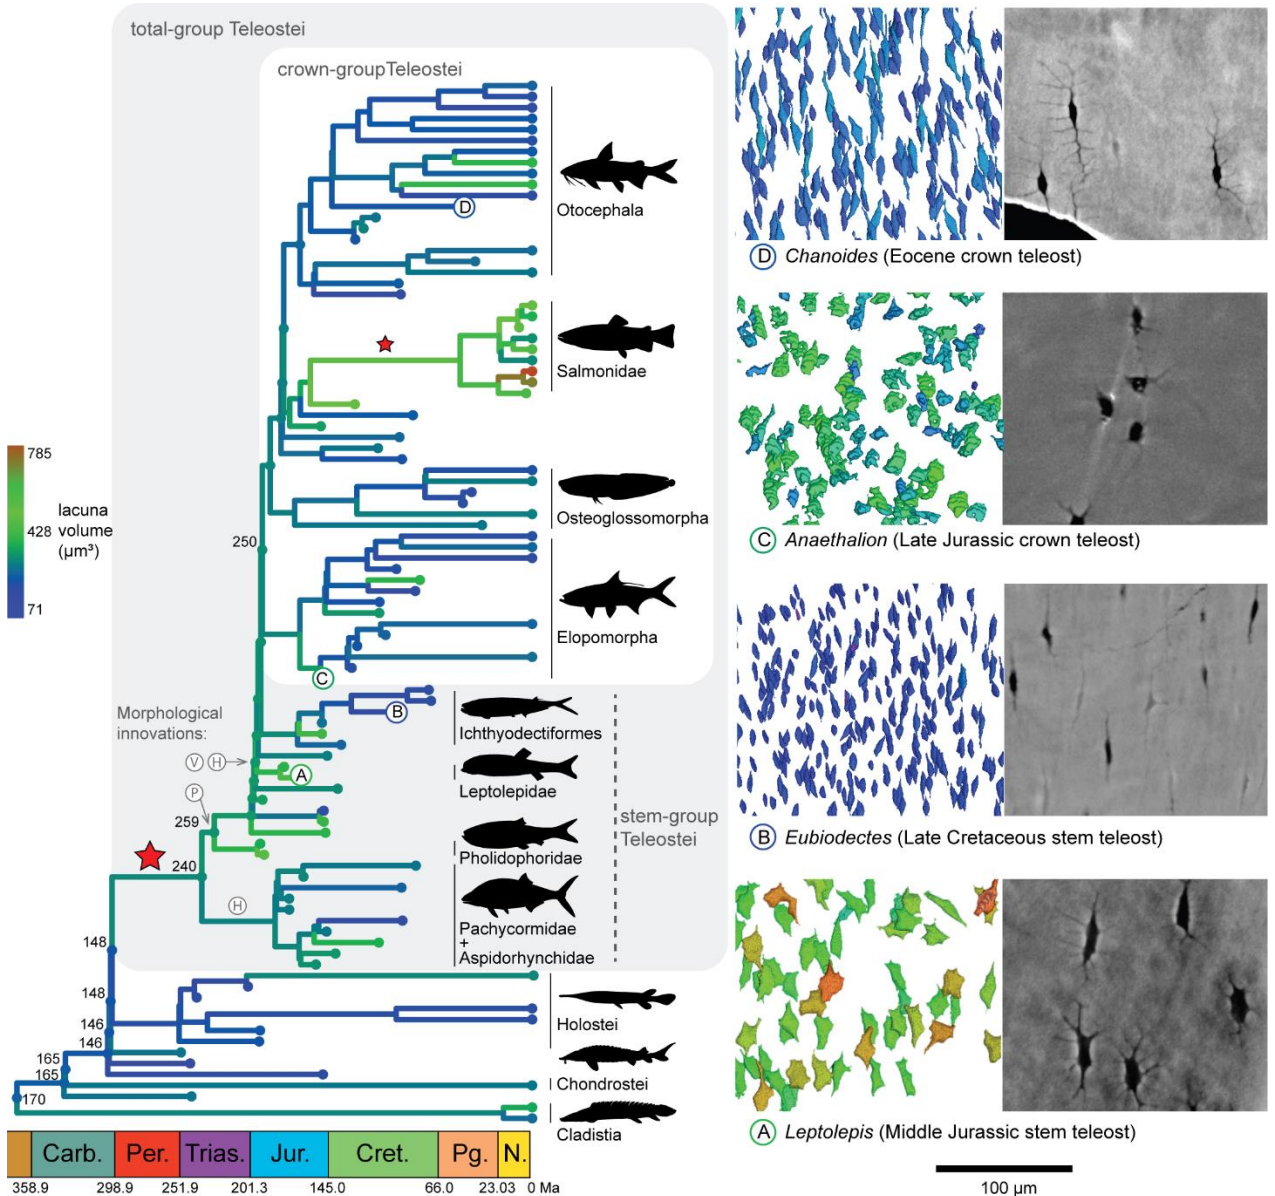 total-group Teleostei
crown-groupTeleostei
Otocephala
D
Salmonidae
785
lacuna
volume
(µm³)
428
71
Osteoglossomorpha
250
Elopomorpha
C
Morphological
innovations:
B
Ichthyodectiformes
V H
A
Leptolepidae
P
stem-group
Teleostei
259
Pholidophoridae
240
H
Pachycormidae
+
Aspidorhynchidae
148
148
146
146
Holostei
165
165
Chondrostei
170
Cladistia
Carb. Per. Trias. Jur. Cret. Pg. N.
358.9 298.9 251.9 201.3 145.0 66.0 23.03 0 Ma
D Chanoides (Eocene crown teleost)
C Anaethalion (Late Jurassic crown teleost)
B Eubiodectes (Late Cretaceous stem teleost)
A Leptolepis (Middle Jurassic stem teleost)
100 µm